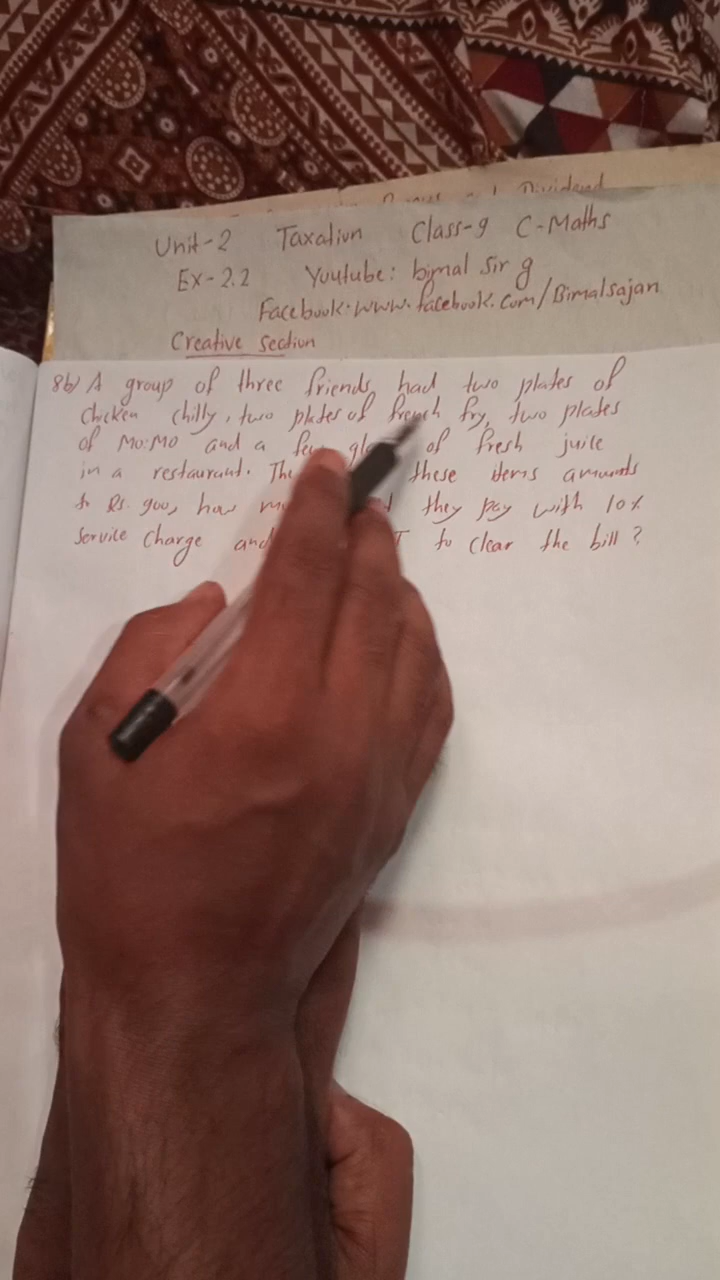 Dividend
Unit-2 Taxation Class-9 C-Maths
Ex-2.2 Youtube: bimal Sir g
Facebook:www.facebook.com/Bimalsajan
Creative section
8b) A group of three friends had two plates of
chicken chilly, two plates of french fry, two plates
of Mo:Mo and a of fresh juice
in a restaurant. these items amounts
to Rs. 900, how they pay with 10%
Service Charge and to clear the bill?